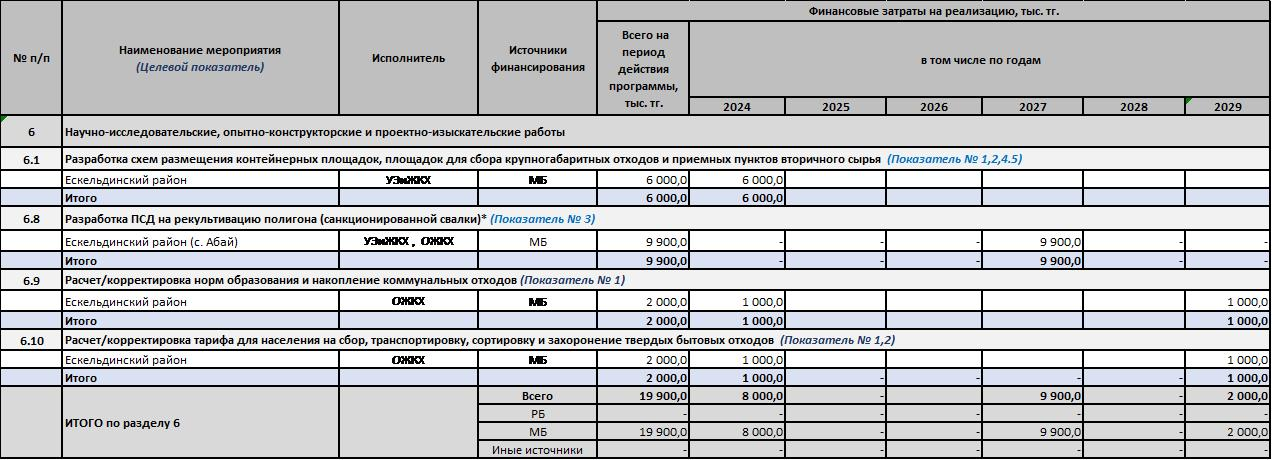 Финансовые затраты на реализацию, тыс. тг.
№ п/п Наименование мероприятия (Целевой показатель) Исполнитель Источники финансирования Всего на период действия программы, тыс. тг. в том числе по годам
2024 2025 2026 2027 2028 2029
6 Научно-исследовательские, опытно-конструкторские и проектно-изыскательские работы
6.1 Разработка схем размещения контейнерных площадок, площадок для сбора крупногабаритных отходов и приемных пунктов вторичного сырья (Показатель № 1,2,4.5)
Ескельдинский район УЭиЖКХ МБ 6 000,0 6 000,0
Итого 6 000,0 6 000,0
6.8 Разработка ПСД на рекультивацию полигона (санкционированной свалки)* (Показатель № 3)
Ескельдинский район (с. Абай) УЭиЖКХ , ОЖКХ МБ 9 900,0 - - - 9 900,0 - -
Итого 9 900,0 - - - 9 900,0 - -
6.9 Расчет/корректировка норм образования и накопление коммунальных отходов (Показатель № 1)
Ескельдинский район ОЖКХ МБ 2 000,0 1 000,0 1 000,0
Итого 2 000,0 1 000,0 1 000,0
6.10 Расчет/корректировка тарифа для населения на сбор, транспортировку, сортировку и захоронение твердых бытовых отходов (Показатель № 1,2)
Ескельдинский район ОЖКХ МБ 2 000,0 1 000,0 1 000,0
Итого 2 000,0 1 000,0 - - - - 1 000,0
ИТОГО по разделу 6
Всего 19 900,0 8 000,0 - - 9 900,0 - 2 000,0
РБ - - - - - - -
МБ 19 900,0 8 000,0 - - 9 900,0 - 2 000,0
Иные источники - - - - - - -